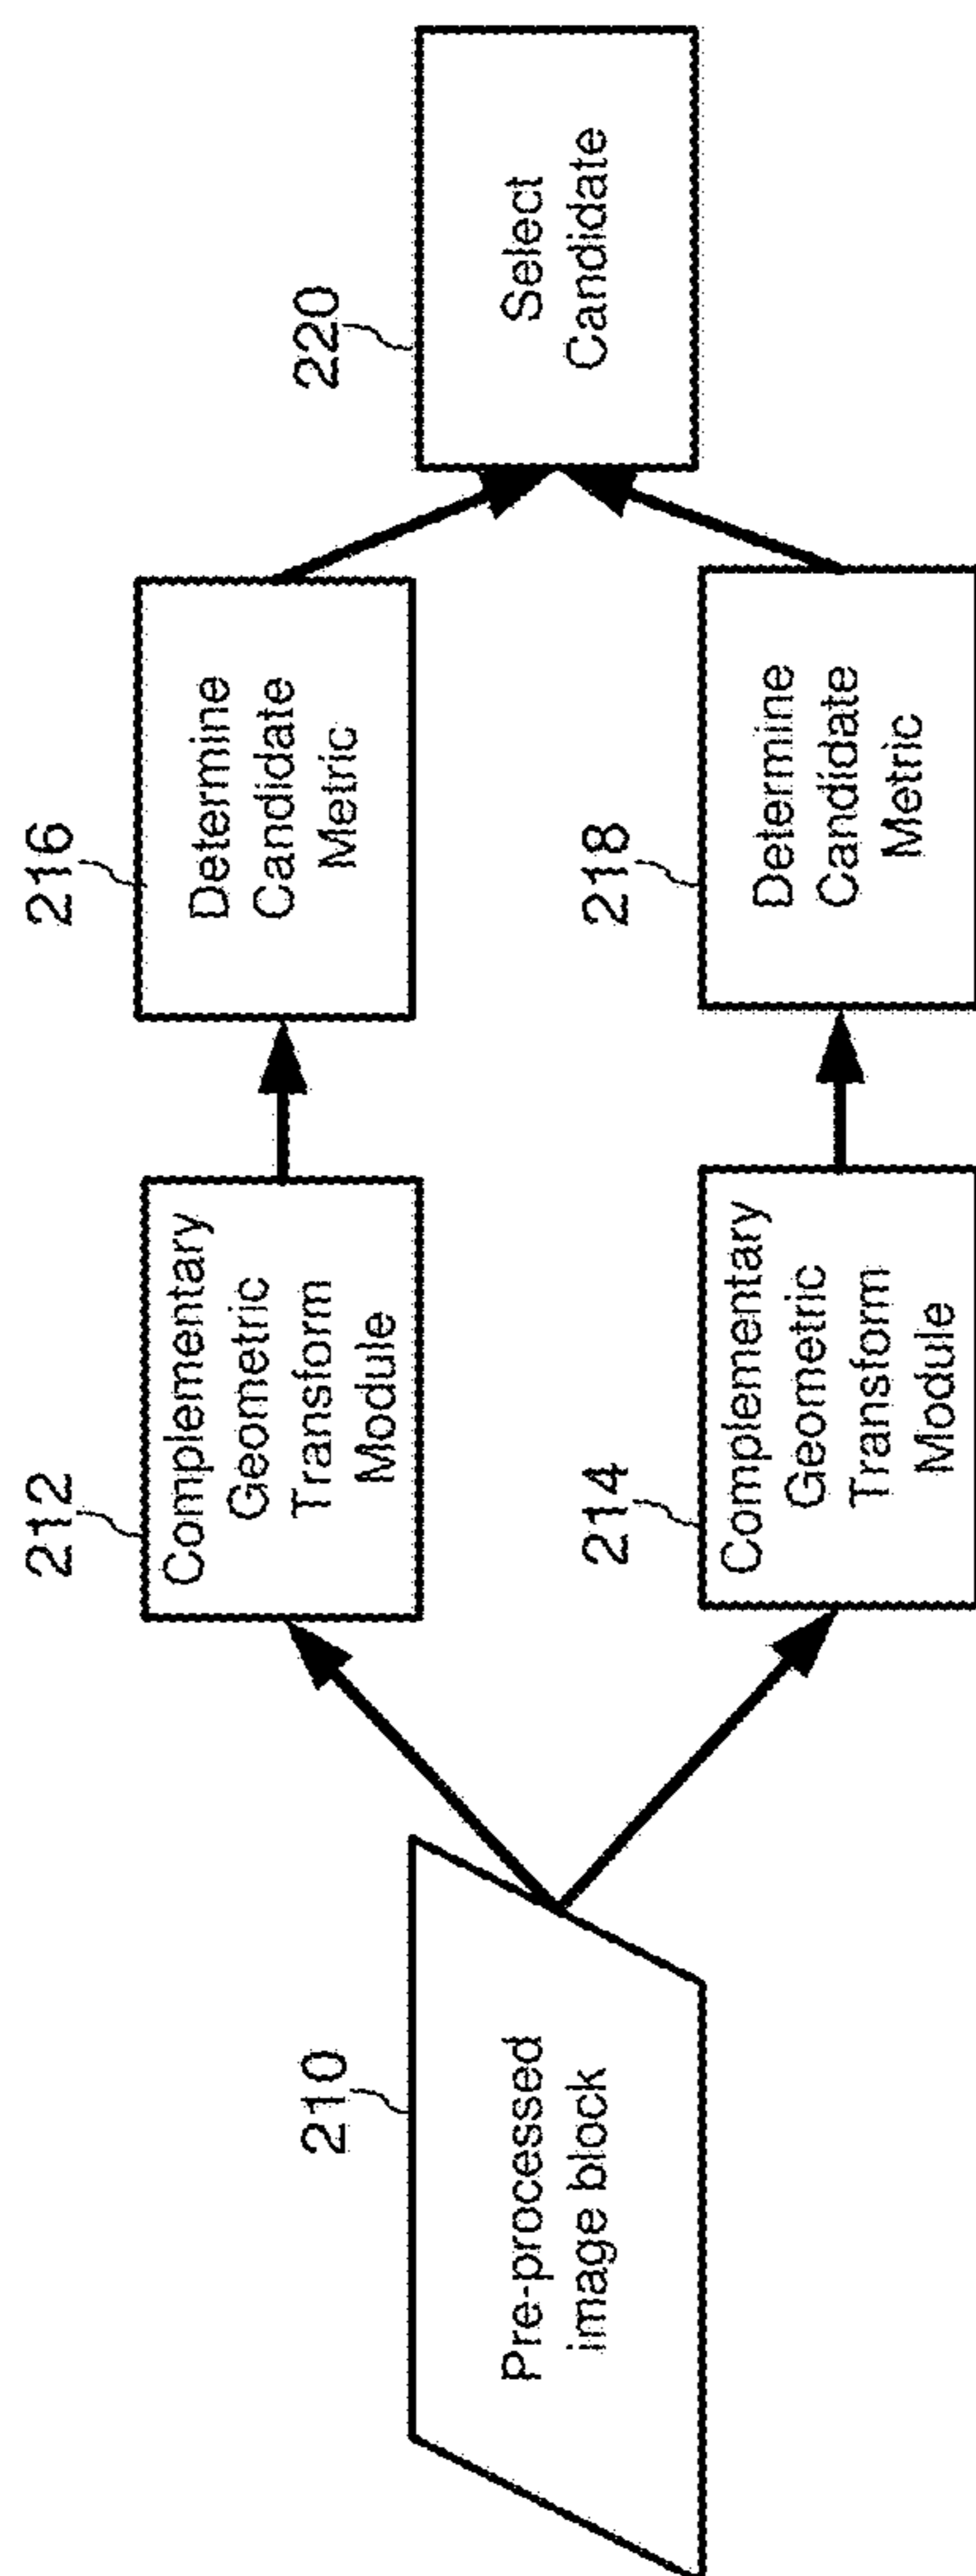 210
Pre-processed
image block
212
Complementary
Geometric
Transform
Module
216
Determine
Candidate
Metric
214
Complementary
Geometric
Transform
Module
218
Determine
Candidate
Metric
220
Select
Candidate